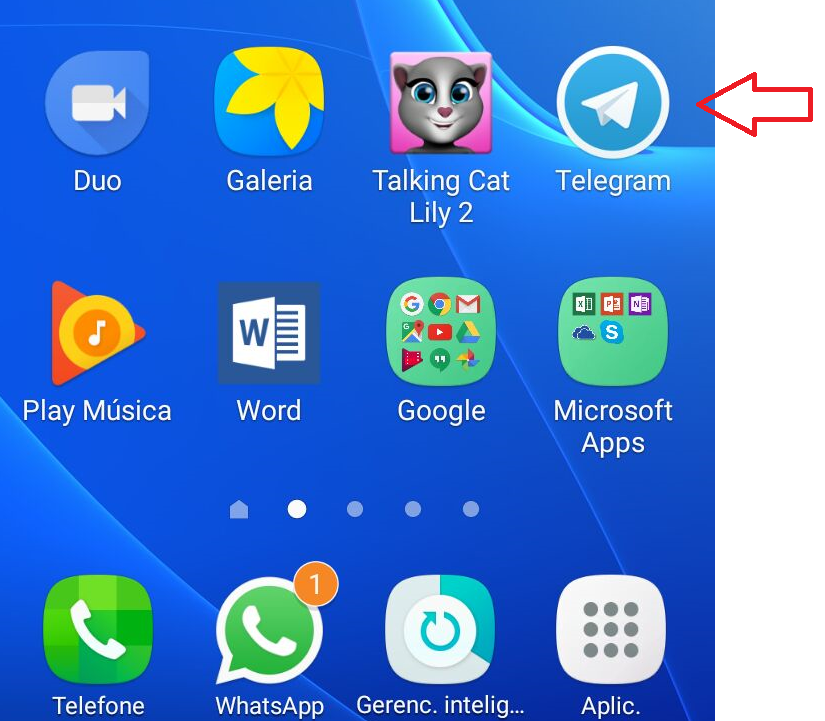 Duo
Galeria
Talking Cat
Lily 2
Telegram
Play Música
W
Word
Google
S
Microsoft
Apps
1
Telefone
WhatsApp
Gerenc. intelig...
Aplic.